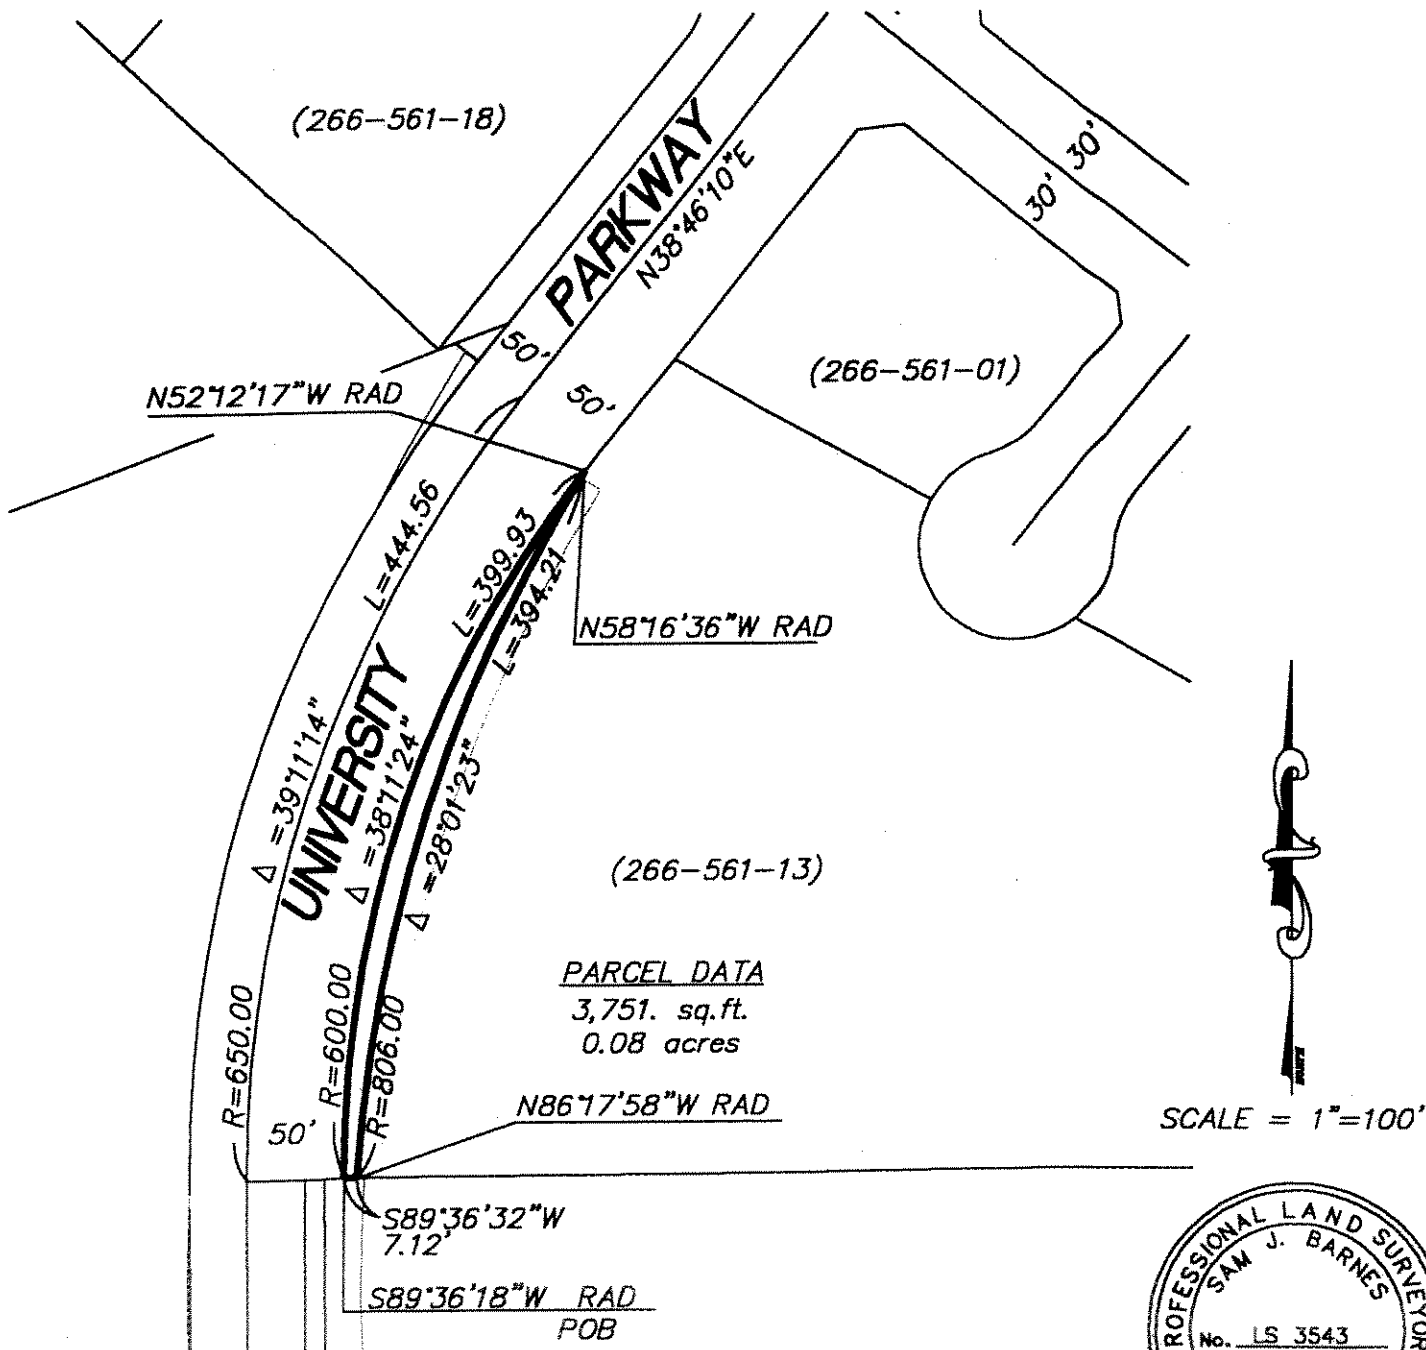 (266-561-18)
PARKWAY
N38°46'10"E
30'
30'
50'
50'
(266-561-01)
N52°12'17"W RAD
L=444.56
L=399.93
L=394.21
N58°16'36"W RAD
UNIVERSITY
Δ =39°11'14"
Δ =38°11'24"
Δ =28°01'23"
(266-561-13)
PARCEL DATA
3,751. sq.ft.
0.08 acres
R=650.00
R=600.00
R=806.00
50'
N86°17'58"W RAD
SCALE = 1"=100'
S89°36'32"W
7.12'
S89°36'18"W RAD
POB
ROFESSIONAL LAND SURVEYOR
SAM J. BARNES
No. LS 3543